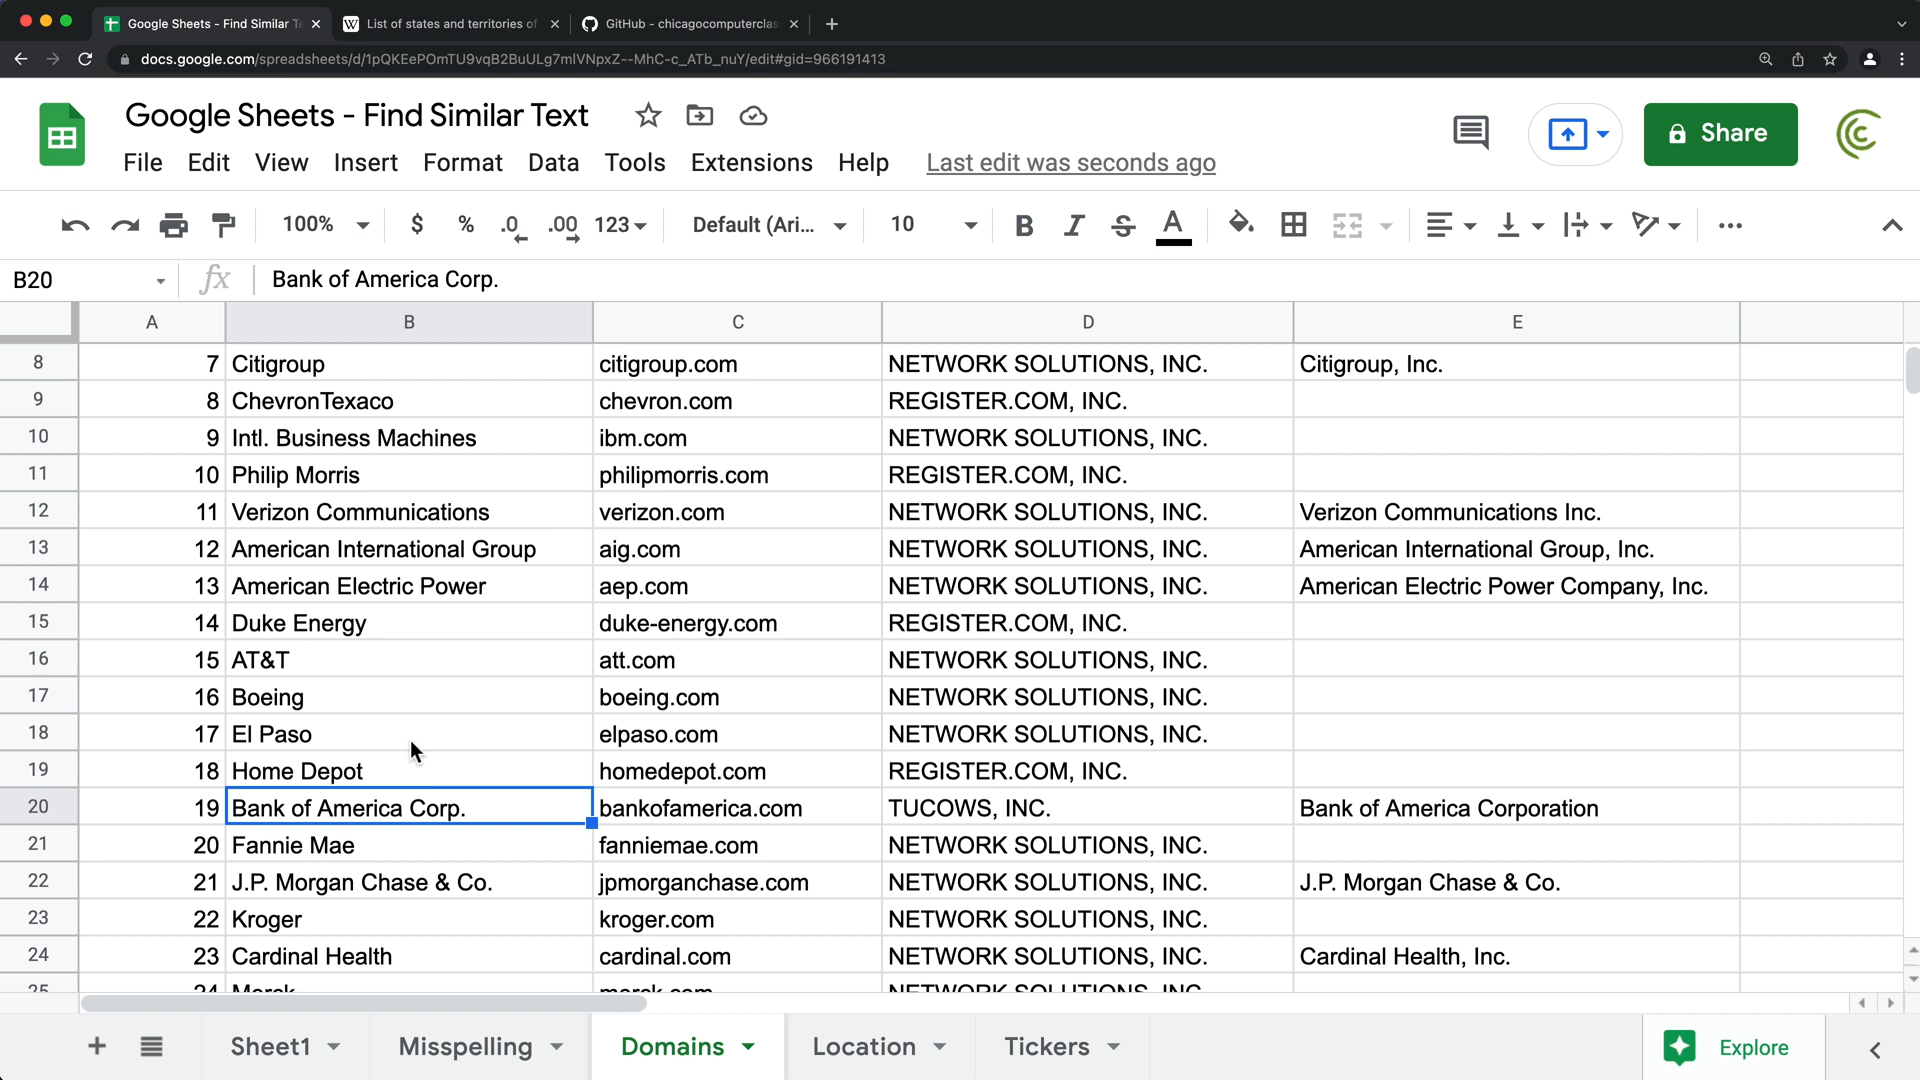 Google Sheets - Find Similar Te
List of states and territories of
GitHub - chicagocomputerclas
docs.google.com/spreadsheets/d/1pQKEePOmTU9vqB2BuULg7mlVNpxZ--MhC-c_ATb_nuY/edit#gid=966191413
Google Sheets - Find Similar Text
Share
File Edit View Insert Format Data Tools Extensions Help Last edit was seconds ago
100% $ % .0 .00 123 Default (Ari... 10 B I S A
B20 fx Bank of America Corp.
A B C D E
8 7 Citigroup citigroup.com NETWORK SOLUTIONS, INC. Citigroup, Inc.
9 8 ChevronTexaco chevron.com REGISTER.COM, INC.
10 9 Intl. Business Machines ibm.com NETWORK SOLUTIONS, INC.
11 10 Philip Morris philipmorris.com REGISTER.COM, INC.
12 11 Verizon Communications verizon.com NETWORK SOLUTIONS, INC. Verizon Communications Inc.
13 12 American International Group aig.com NETWORK SOLUTIONS, INC. American International Group, Inc.
14 13 American Electric Power aep.com NETWORK SOLUTIONS, INC. American Electric Power Company, Inc.
15 14 Duke Energy duke-energy.com REGISTER.COM, INC.
16 15 AT&T att.com NETWORK SOLUTIONS, INC.
17 16 Boeing boeing.com NETWORK SOLUTIONS, INC.
18 17 El Paso elpaso.com NETWORK SOLUTIONS, INC.
19 18 Home Depot homedepot.com REGISTER.COM, INC.
20 19 Bank of America Corp. bankofamerica.com TUCOWS, INC. Bank of America Corporation
21 20 Fannie Mae fanniemae.com NETWORK SOLUTIONS, INC.
22 21 J.P. Morgan Chase & Co. jpmorganchase.com NETWORK SOLUTIONS, INC. J.P. Morgan Chase & Co.
23 22 Kroger kroger.com NETWORK SOLUTIONS, INC.
24 23 Cardinal Health cardinal.com NETWORK SOLUTIONS, INC. Cardinal Health, Inc.
25 24 Merck merck.com NETWORK SOLUTIONS, INC.
Sheet1 Misspelling Domains Location Tickers Explore